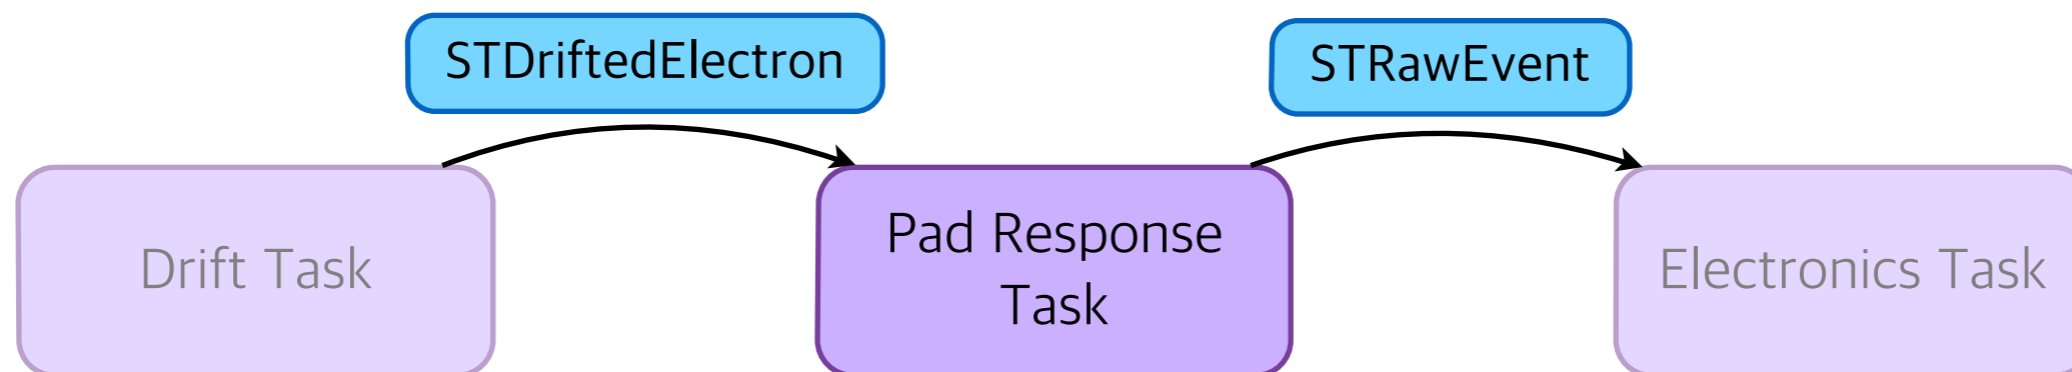 STDriftedElectron
STRawEvent
Drift Task
Pad Response
Task
Electronics Task